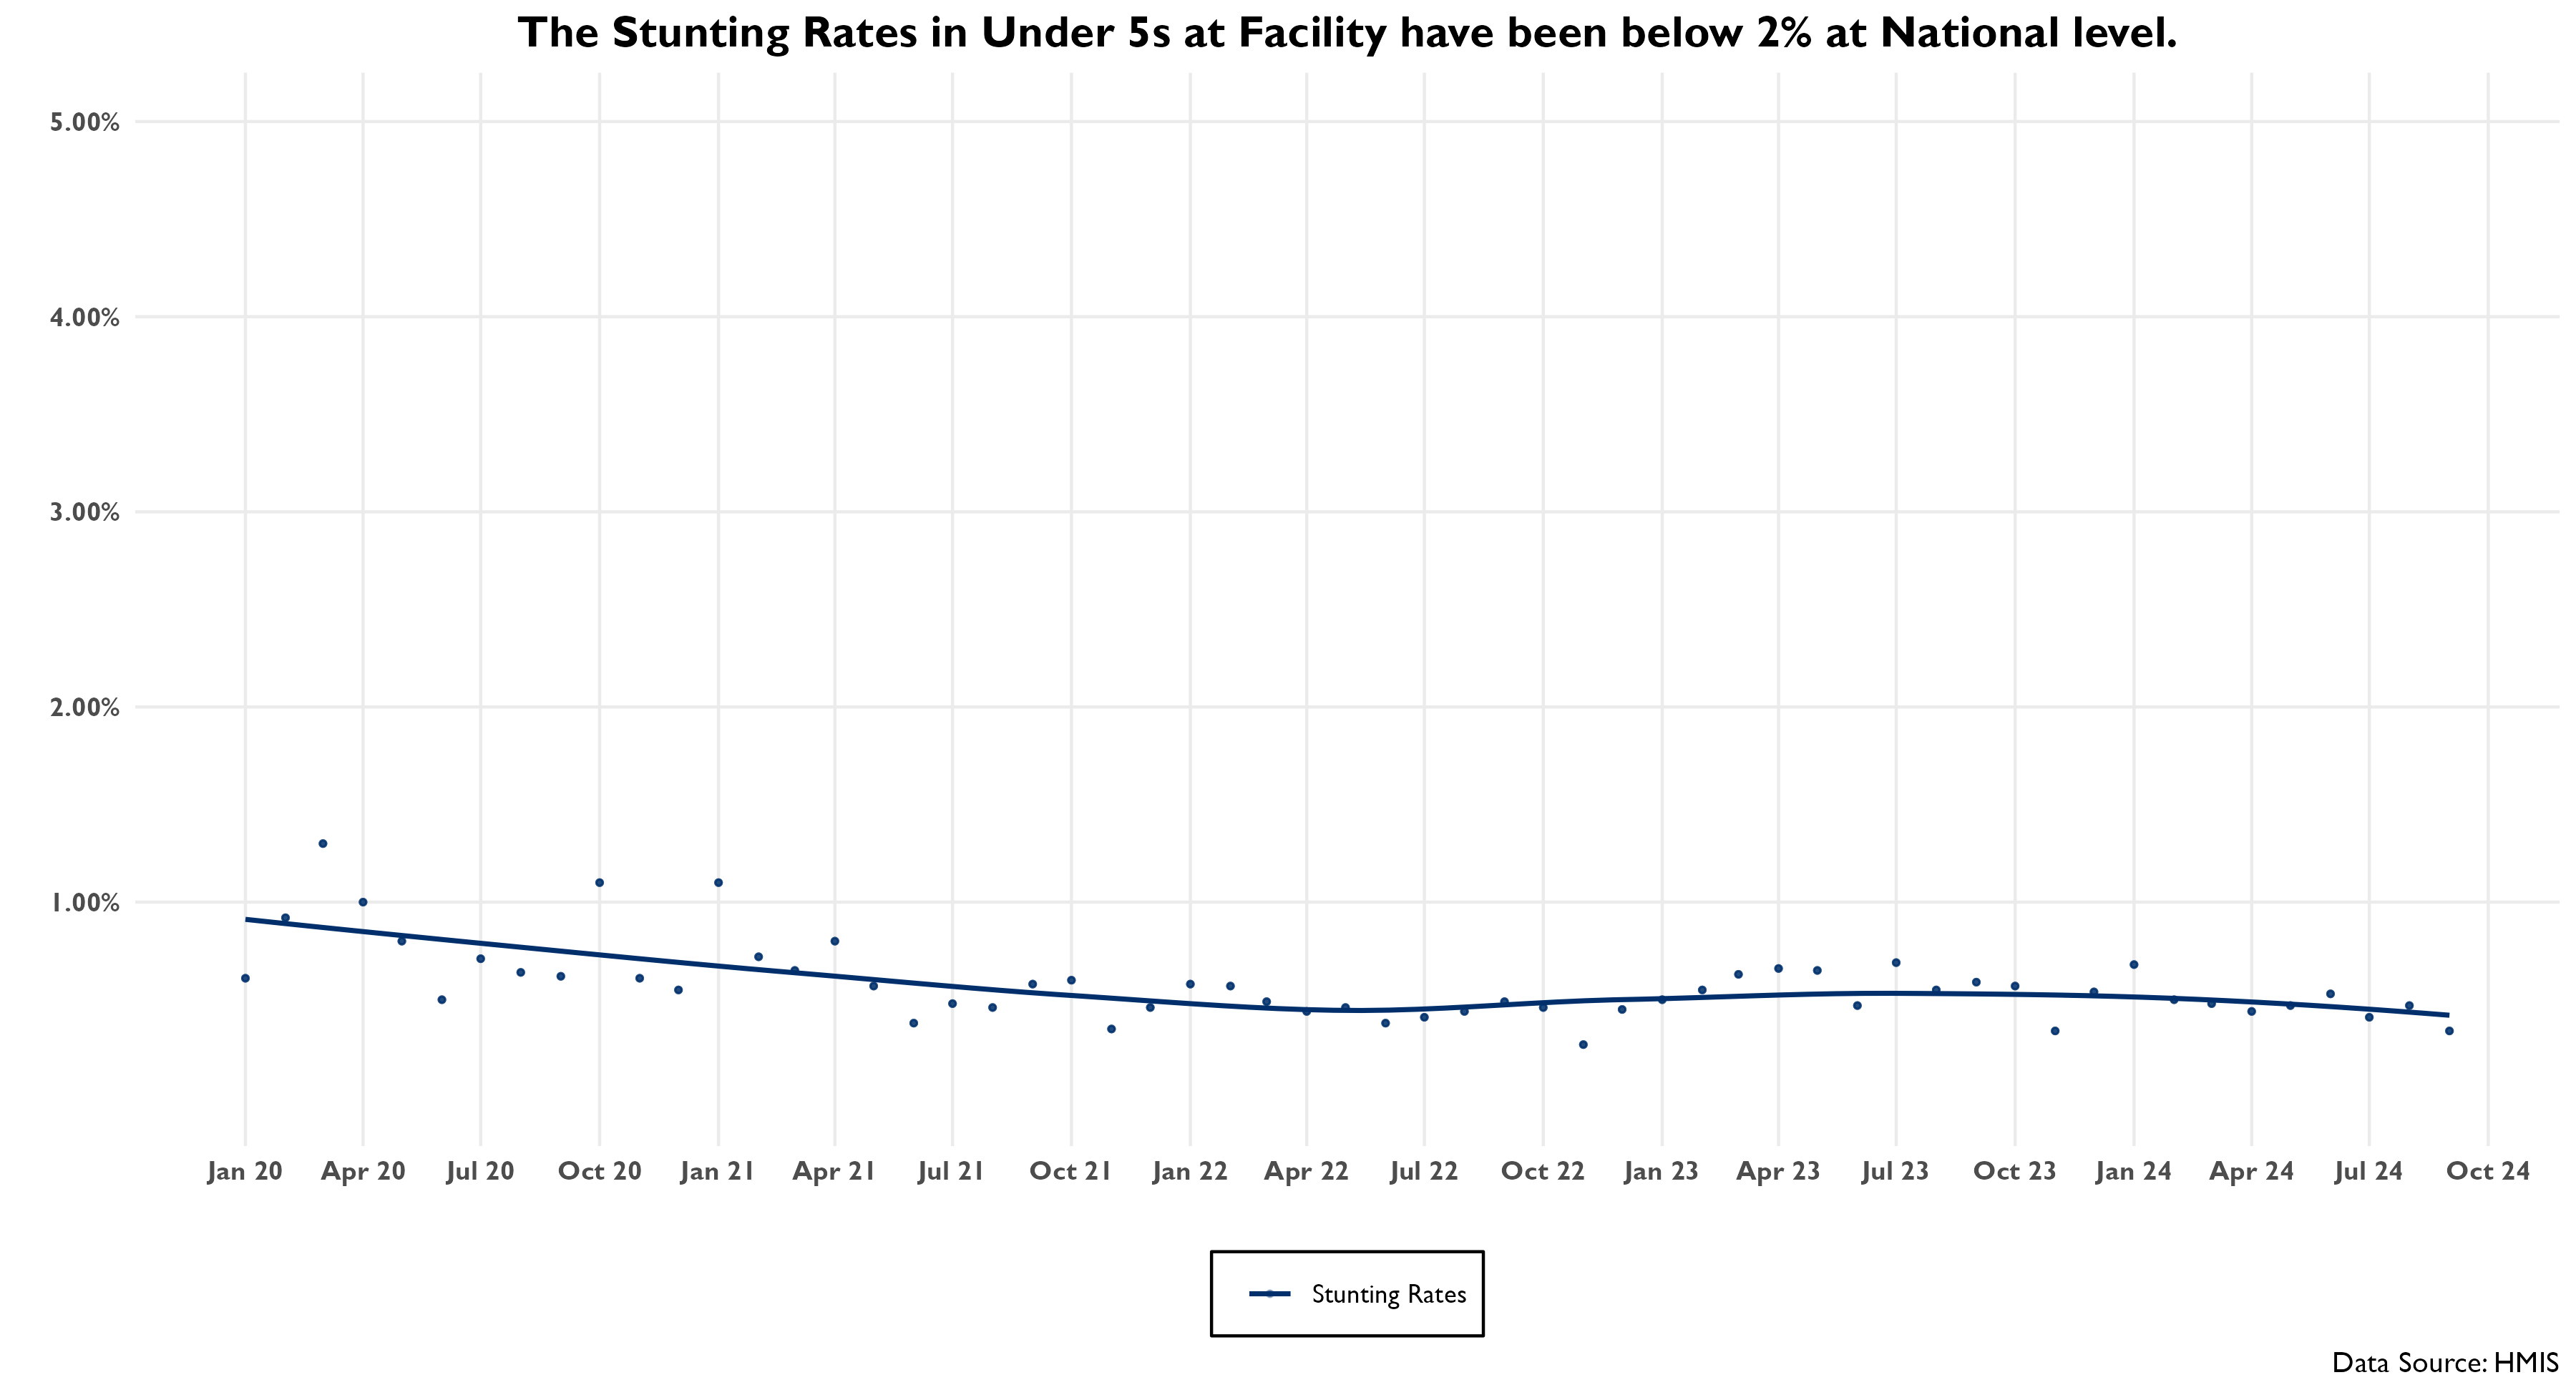 The Stunting Rates in Under 5s at Facility have been below 2% at National level.
5.00%
4.00%
3.00%
2.00%
1.00%
Jan 20 Apr 20 Jul 20 Oct 20 Jan 21 Apr 21 Jul 21 Oct 21 Jan 22 Apr 22 Jul 22 Oct 22 Jan 23 Apr 23 Jul 23 Oct 23 Jan 24 Apr 24 Jul 24 Oct 24
Stunting Rates
Data Source: HMIS